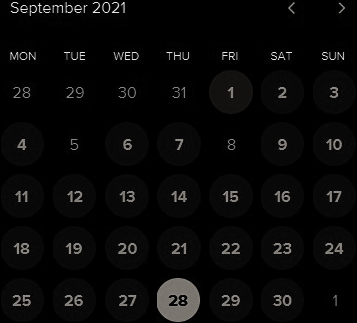 September 2021
MON TUE WED THU FRI SAT SUN
28 29 30 31 1 2 3
4 5 6 7 8 9 10
11 12 13 14 15 16 17
18 19 20 21 22 23 24
25 26 27 28 29 30 1